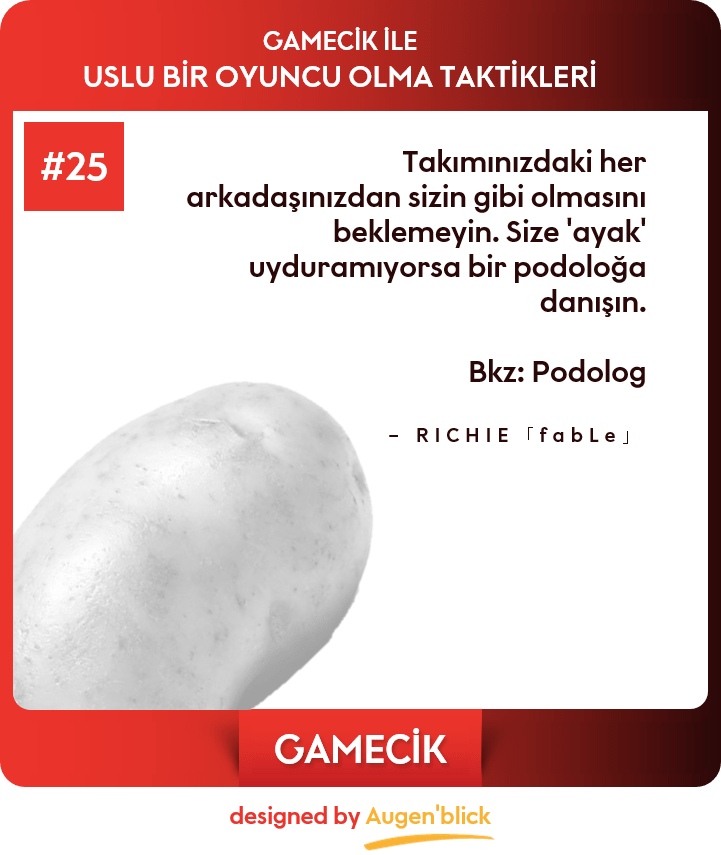 GAMECİK İLE
USLU BİR OYUNCU OLMA TAKTİKLERİ
#25
Takımınızdaki her
arkadaşınızdan sizin gibi olmasını
beklemeyin. Size 'ayak'
uyduramıyorsa bir podoloğa
danışın.
Bkz: Podolog
– RICHIE「fabLe」
GAMECİK
designed by Augen'blick